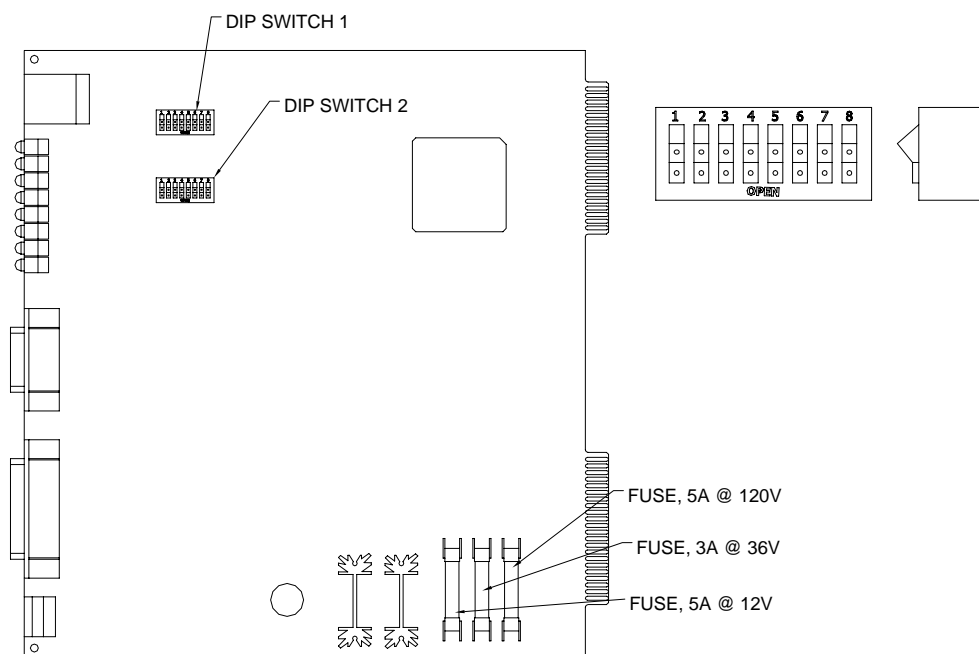 DIP SWITCH 1
DIP SWITCH 2
1 2 3 4 5 6 7 8
OPEN
FUSE, 5A @ 120V
FUSE, 3A @ 36V
FUSE, 5A @ 12V